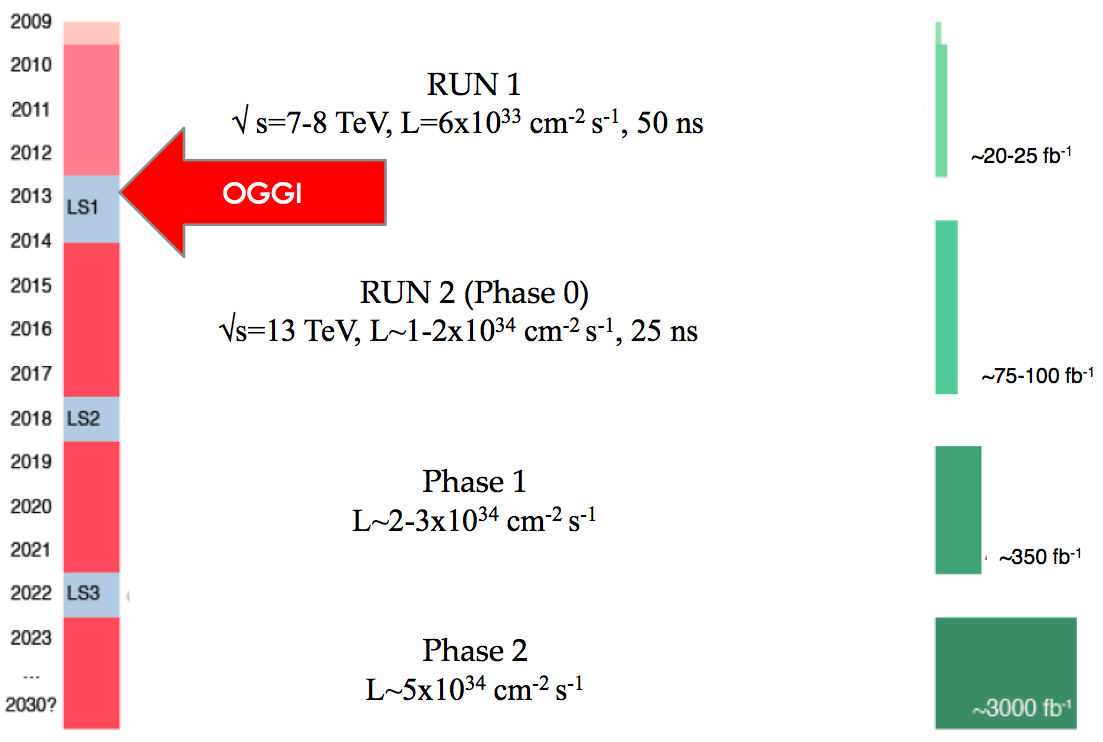 2009
2010
RUN 1
2011
√ s=7-8 TeV, L=6x10³³ cm⁻² s⁻¹, 50 ns
2012
~20-25 fb⁻¹
2013
OGGI
LS1
2014
2015
RUN 2 (Phase 0)
2016
√s=13 TeV, L~1-2x10³⁴ cm⁻² s⁻¹, 25 ns
2017
~75-100 fb⁻¹
2018 LS2
2019
Phase 1
2020
L~2-3x10³⁴ cm⁻² s⁻¹
2021
~350 fb⁻¹
2022 LS3
2023
Phase 2
...
L~5x10³⁴ cm⁻² s⁻¹
2030?
~3000 fb⁻¹